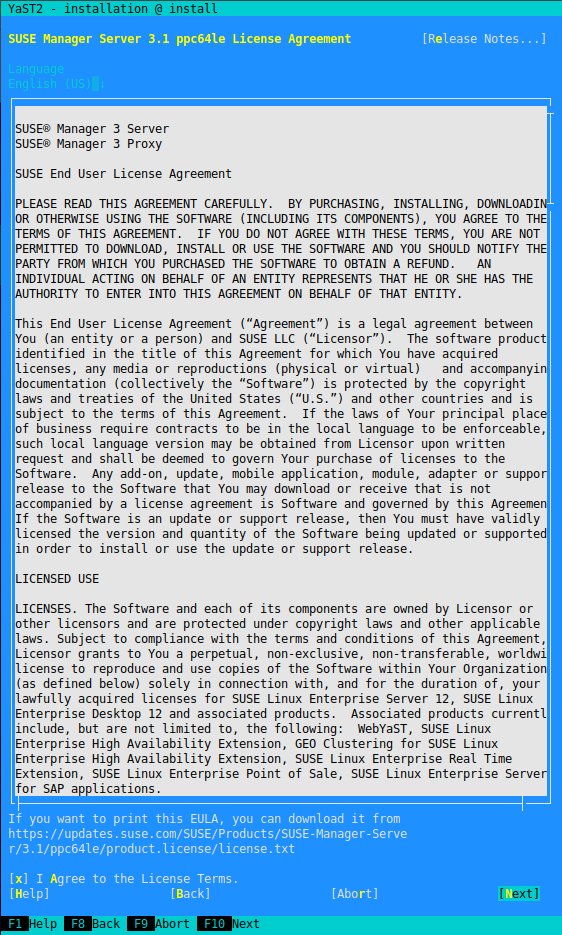 YaST2 - installation @ install
SUSE Manager Server 3.1 ppc64le License Agreement [Release Notes...]
Language
English (US)↓
SUSE® Manager 3 Server
SUSE® Manager 3 Proxy
SUSE End User License Agreement
PLEASE READ THIS AGREEMENT CAREFULLY.  BY PURCHASING, INSTALLING, DOWNLOADIN
OR OTHERWISE USING THE SOFTWARE (INCLUDING ITS COMPONENTS), YOU AGREE TO THE
TERMS OF THIS AGREEMENT.  IF YOU DO NOT AGREE WITH THESE TERMS, YOU ARE NOT
PERMITTED TO DOWNLOAD, INSTALL OR USE THE SOFTWARE AND YOU SHOULD NOTIFY THE
PARTY FROM WHICH YOU PURCHASED THE SOFTWARE TO OBTAIN A REFUND.   AN
INDIVIDUAL ACTING ON BEHALF OF AN ENTITY REPRESENTS THAT HE OR SHE HAS THE
AUTHORITY TO ENTER INTO THIS AGREEMENT ON BEHALF OF THAT ENTITY.
This End User License Agreement (“Agreement”) is a legal agreement between
You (an entity or a person) and SUSE LLC (“Licensor”).  The software product
identified in the title of this Agreement for which You have acquired
licenses, any media or reproductions (physical or virtual)   and accompanyin
documentation (collectively the “Software”) is protected by the copyright
laws and treaties of the United States (“U.S.”) and other countries and is
subject to the terms of this Agreement.  If the laws of Your principal place
of business require contracts to be in the local language to be enforceable,
such local language version may be obtained from Licensor upon written
request and shall be deemed to govern Your purchase of licenses to the
Software.  Any add-on, update, mobile application, module, adapter or suppor
release to the Software that You may download or receive that is not
accompanied by a license agreement is Software and governed by this Agreemen
If the Software is an update or support release, then You must have validly
licensed the version and quantity of the Software being updated or supported
in order to install or use the update or support release.
LICENSED USE
LICENSES. The Software and each of its components are owned by Licensor or
other licensors and are protected under copyright laws and other applicable
laws. Subject to compliance with the terms and conditions of this Agreement,
Licensor grants to You a perpetual, non-exclusive, non-transferable, worldwi
license to reproduce and use copies of the Software within Your Organization
(as defined below) solely in connection with, and for the duration of, your
lawfully acquired licenses for SUSE Linux Enterprise Server 12, SUSE Linux
Enterprise Desktop 12 and associated products.  Associated products currentl
include, but are not limited to, the following:  WebYaST, SUSE Linux
Enterprise High Availability Extension, GEO Clustering for SUSE Linux
Enterprise High Availability Extension, SUSE Linux Enterprise Real Time
Extension, SUSE Linux Enterprise Point of Sale, SUSE Linux Enterprise Server
for SAP applications.
If you want to print this EULA, you can download it from
https://updates.suse.com/SUSE/Products/SUSE-Manager-Serve
r/3.1/ppc64le/product.license/license.txt
[x] I Agree to the License Terms.
[Help] [Back] [Abort] [Next]
F1 Help F8 Back F9 Abort F10 Next